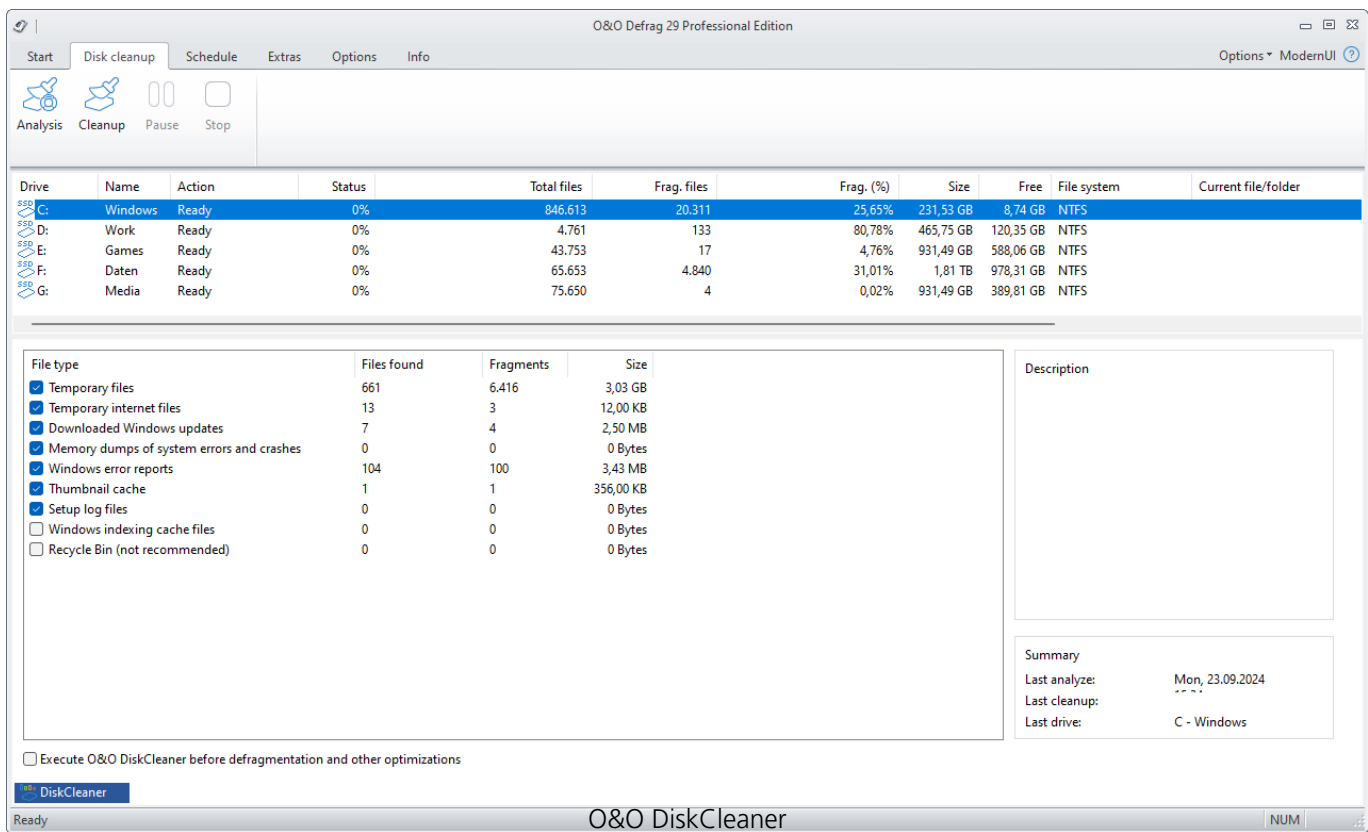 O&O Defrag 29 Professional Edition
Start Disk cleanup Schedule Extras Options Info Options ModernUI ?
Analysis Cleanup Pause Stop
Drive Name Action Status Total files Frag. files Frag. (%) Size Free File system Current file/folder
SSD C: Windows Ready 0% 846.613 20.311 25,65% 231,53 GB 8,74 GB NTFS
SSD D: Work Ready 0% 4.761 133 80,78% 465,75 GB 120,35 GB NTFS
SSD E: Games Ready 0% 43.753 17 4,76% 931,49 GB 588,06 GB NTFS
SSD F: Daten Ready 0% 65.653 4.840 31,01% 1,81 TB 978,31 GB NTFS
SSD G: Media Ready 0% 75.650 4 0,02% 931,49 GB 389,81 GB NTFS
File type Files found Fragments Size
Temporary files 661 6.416 3,03 GB
Temporary internet files 13 3 12,00 KB
Downloaded Windows updates 7 4 2,50 MB
Memory dumps of system errors and crashes 0 0 0 Bytes
Windows error reports 104 100 3,43 MB
Thumbnail cache 1 1 356,00 KB
Setup log files 0 0 0 Bytes
Windows indexing cache files 0 0 0 Bytes
Recycle Bin (not recommended) 0 0 0 Bytes
Description
Summary
Last analyze: Mon, 23.09.2024
Last cleanup:
Last drive: C - Windows
Execute O&O DiskCleaner before defragmentation and other optimizations
DiskCleaner
Ready O&O DiskCleaner NUM